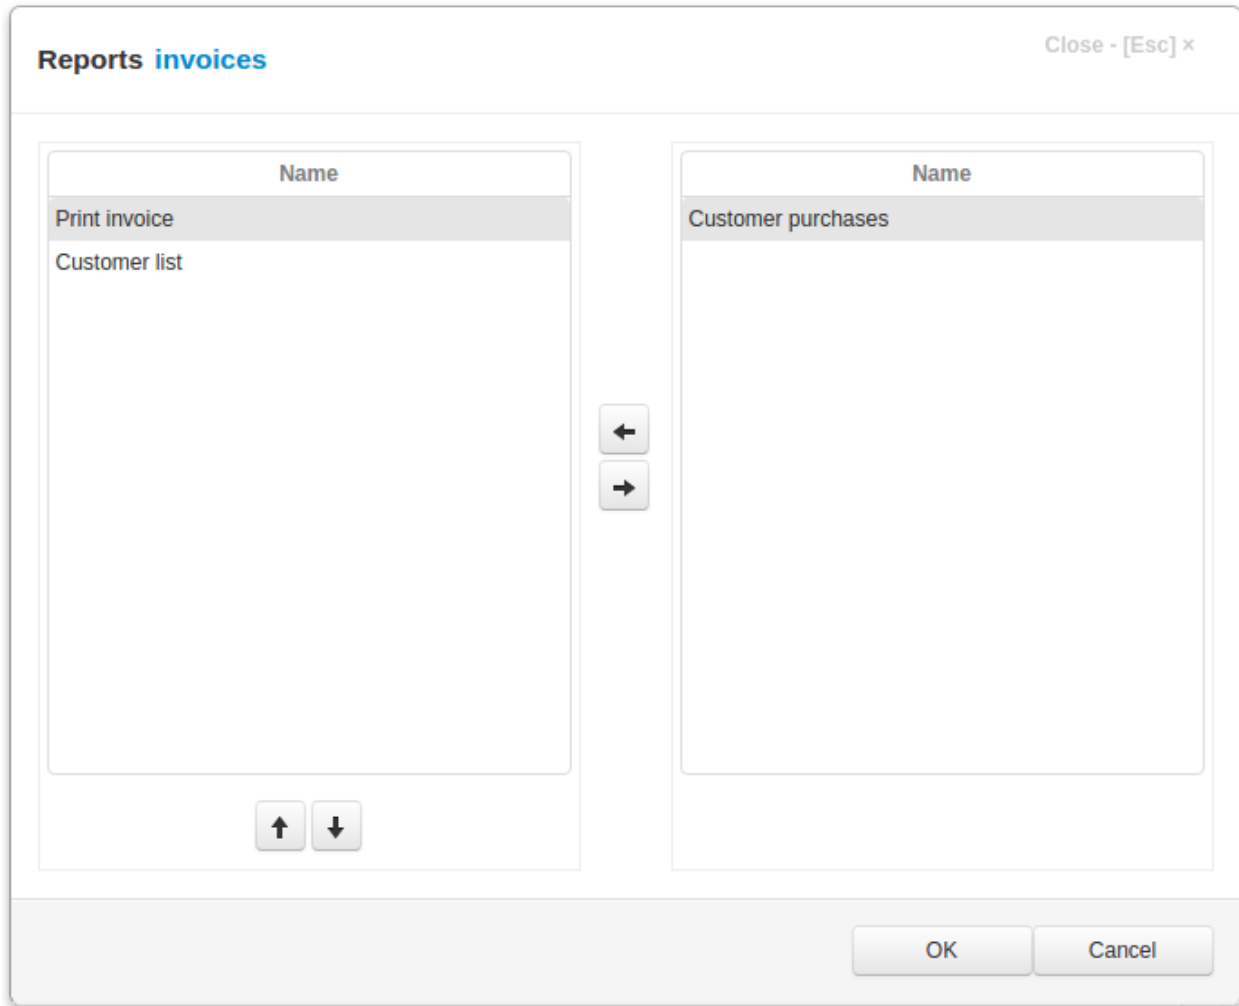 Reports invoices
Close - [Esc] ×
Name
Print invoice
Customer list
Name
Customer purchases
OK
Cancel